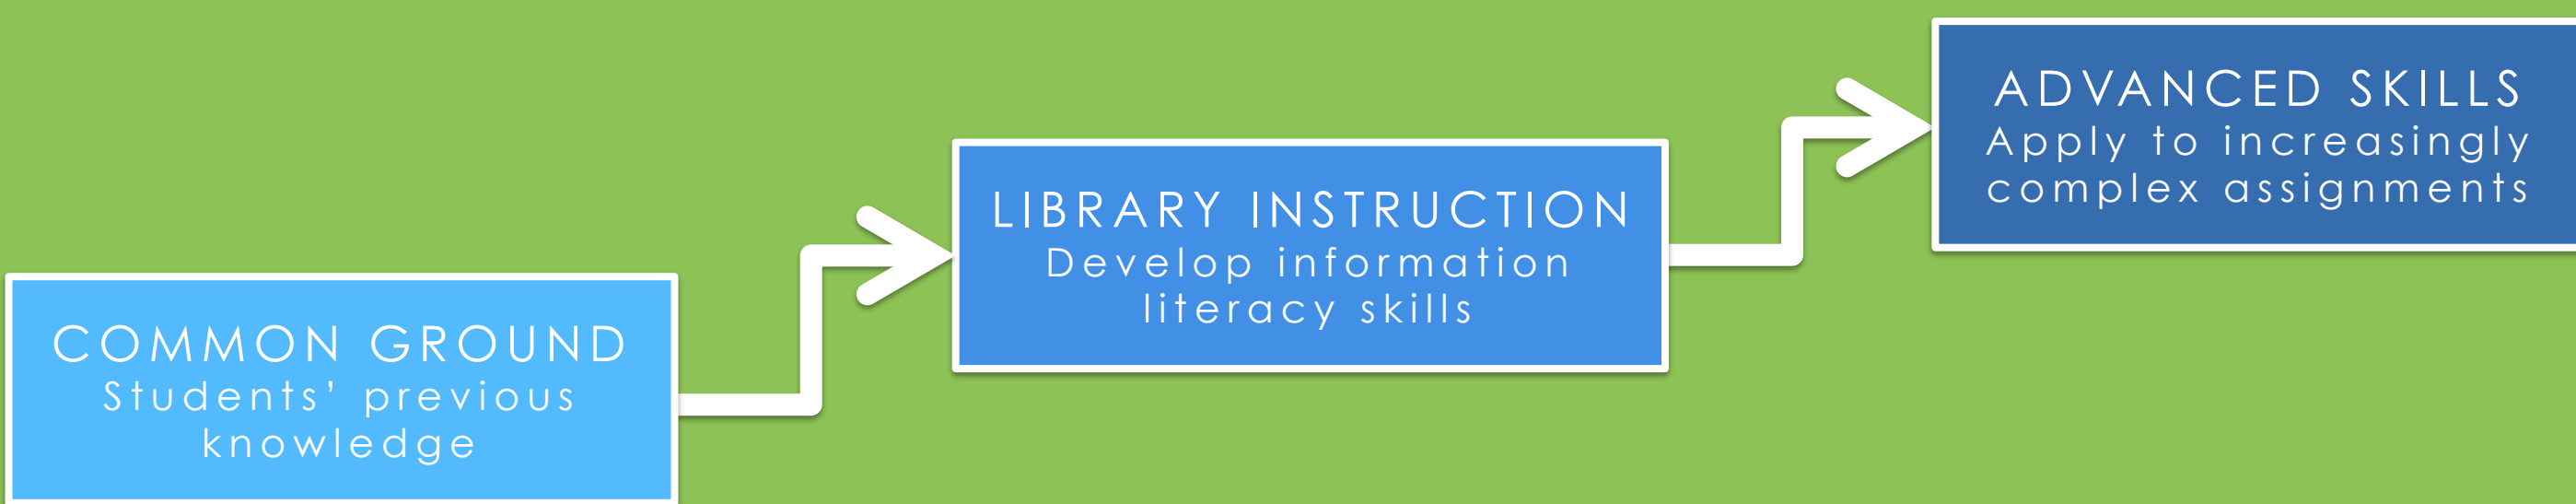 COMMON GROUND
Students’ previous
knowledge
LIBRARY INSTRUCTION
Develop information
literacy skills
ADVANCED SKILLS
Apply to increasingly
complex assignments